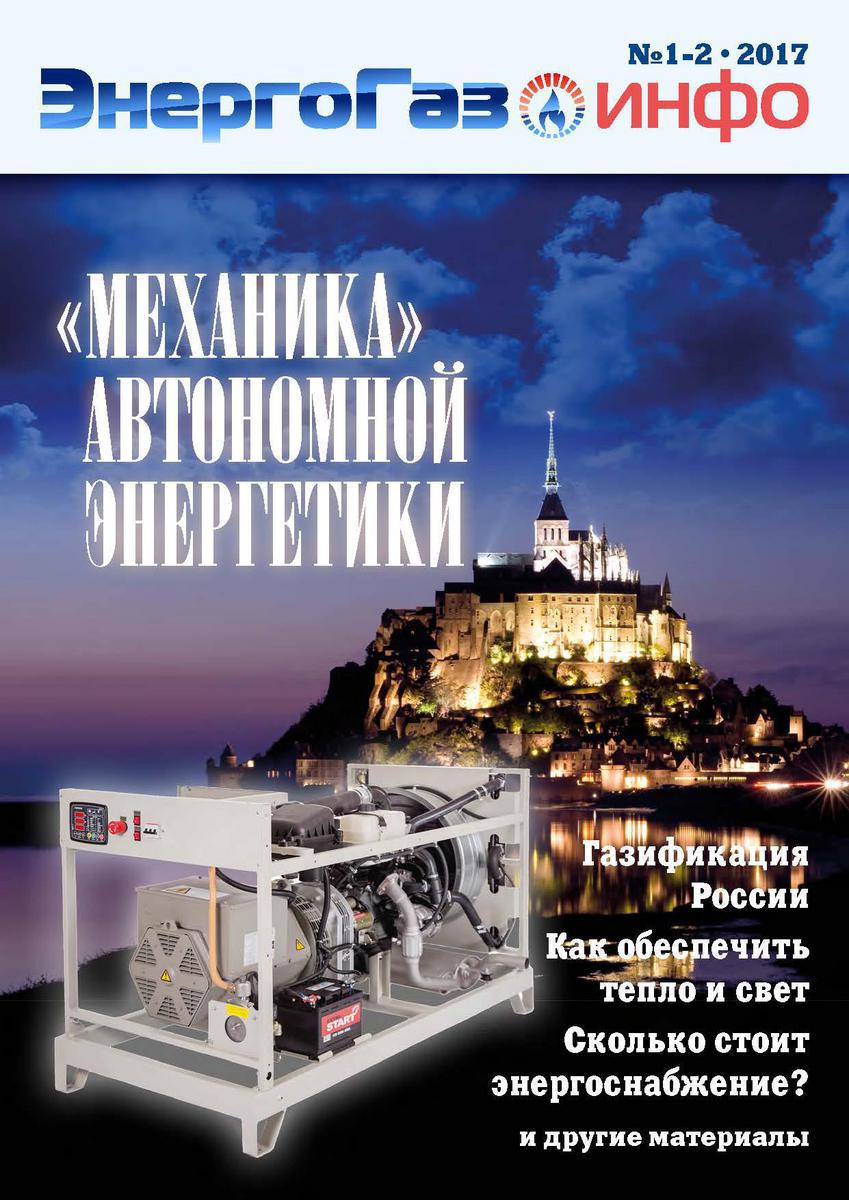 №1-2 • 2017
ЭнергоГаз инфо
«МЕХАНИКА»
АВТОНОМНОЙ
ЭНЕРГЕТИКИ
Газификация
России
Как обеспечить
тепло и свет
Сколько стоит
энергоснабжение?
и другие материалы
START